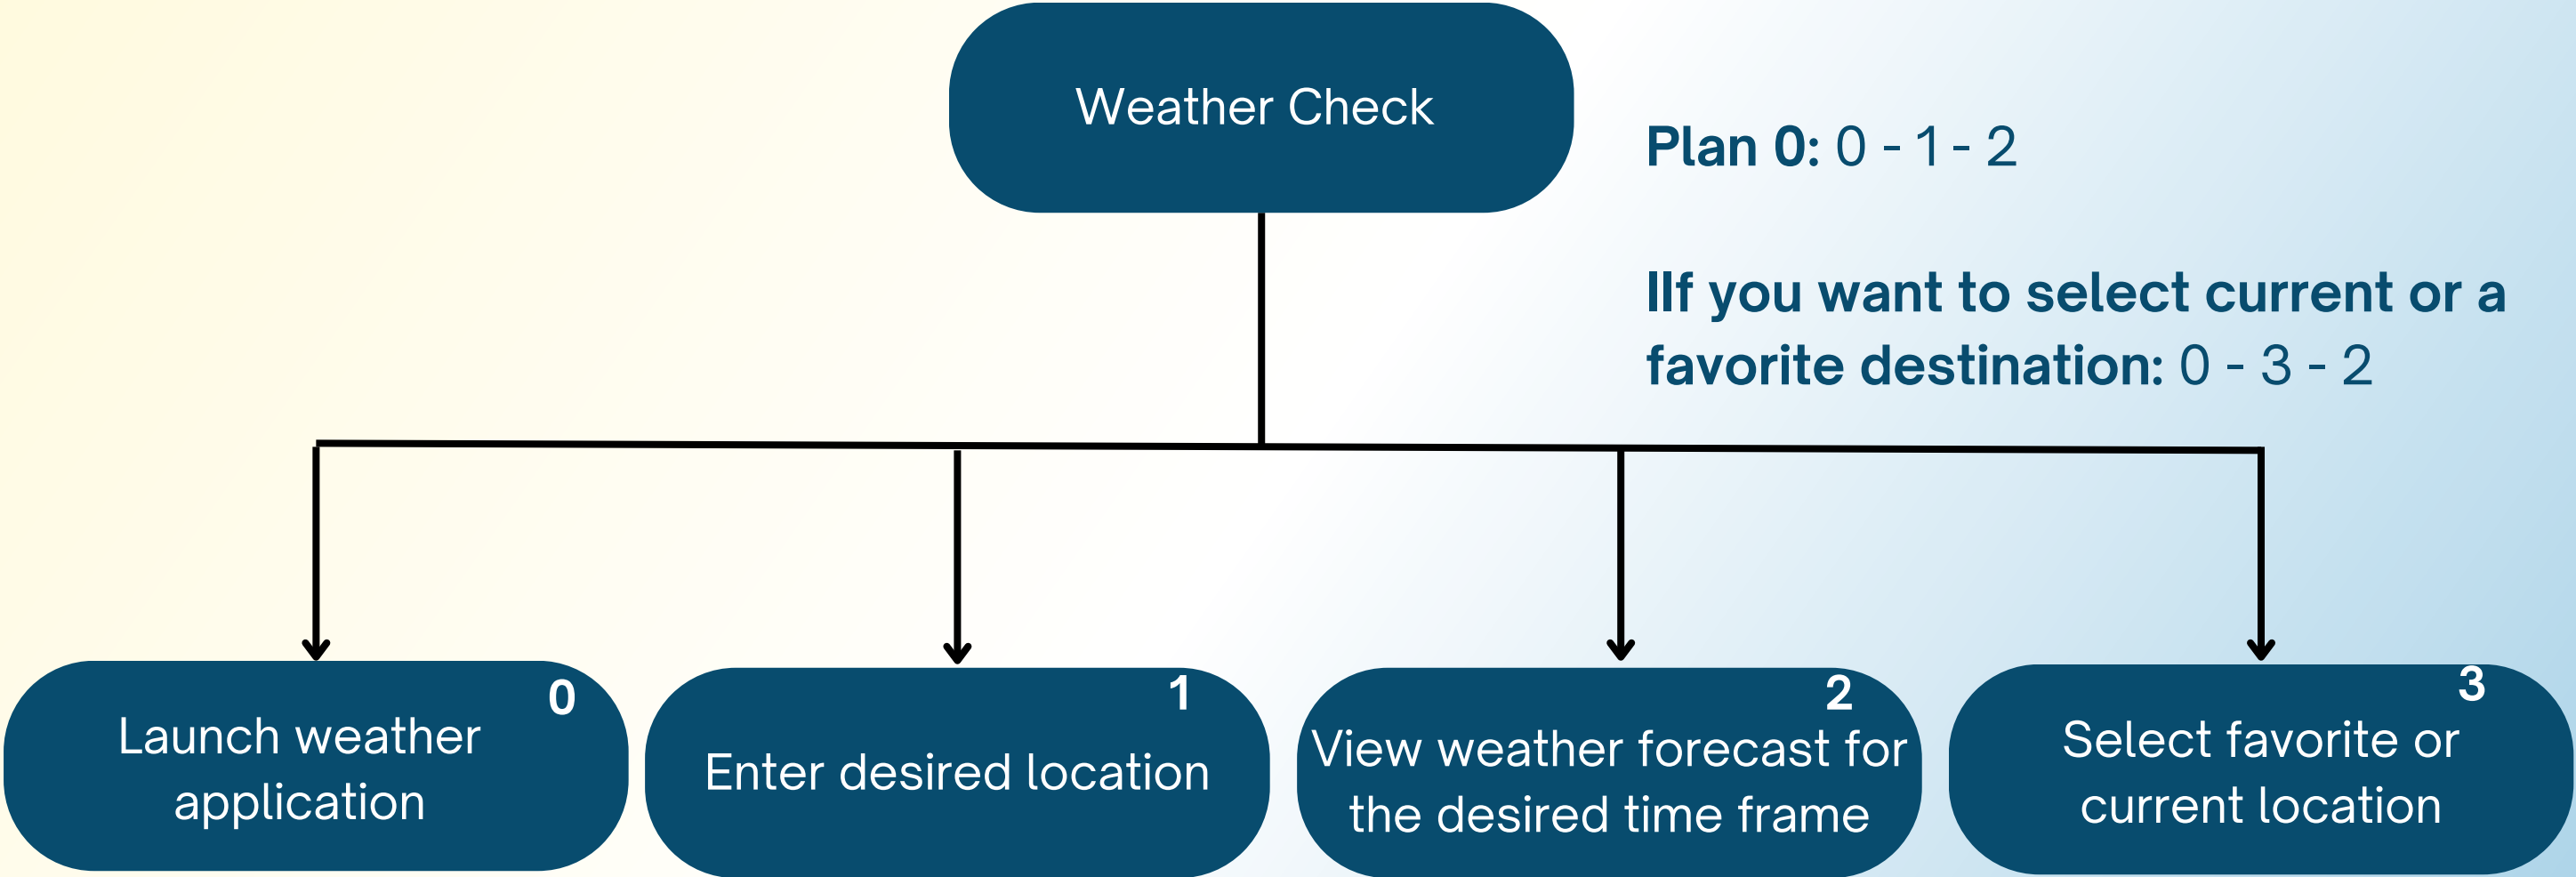 Weather Check
Plan 0: 0 - 1 - 2
IIf you want to select current or a
favorite destination: 0 - 3 - 2
0
Launch weather
application
1
Enter desired location
2
View weather forecast for
the desired time frame
3
Select favorite or
current location